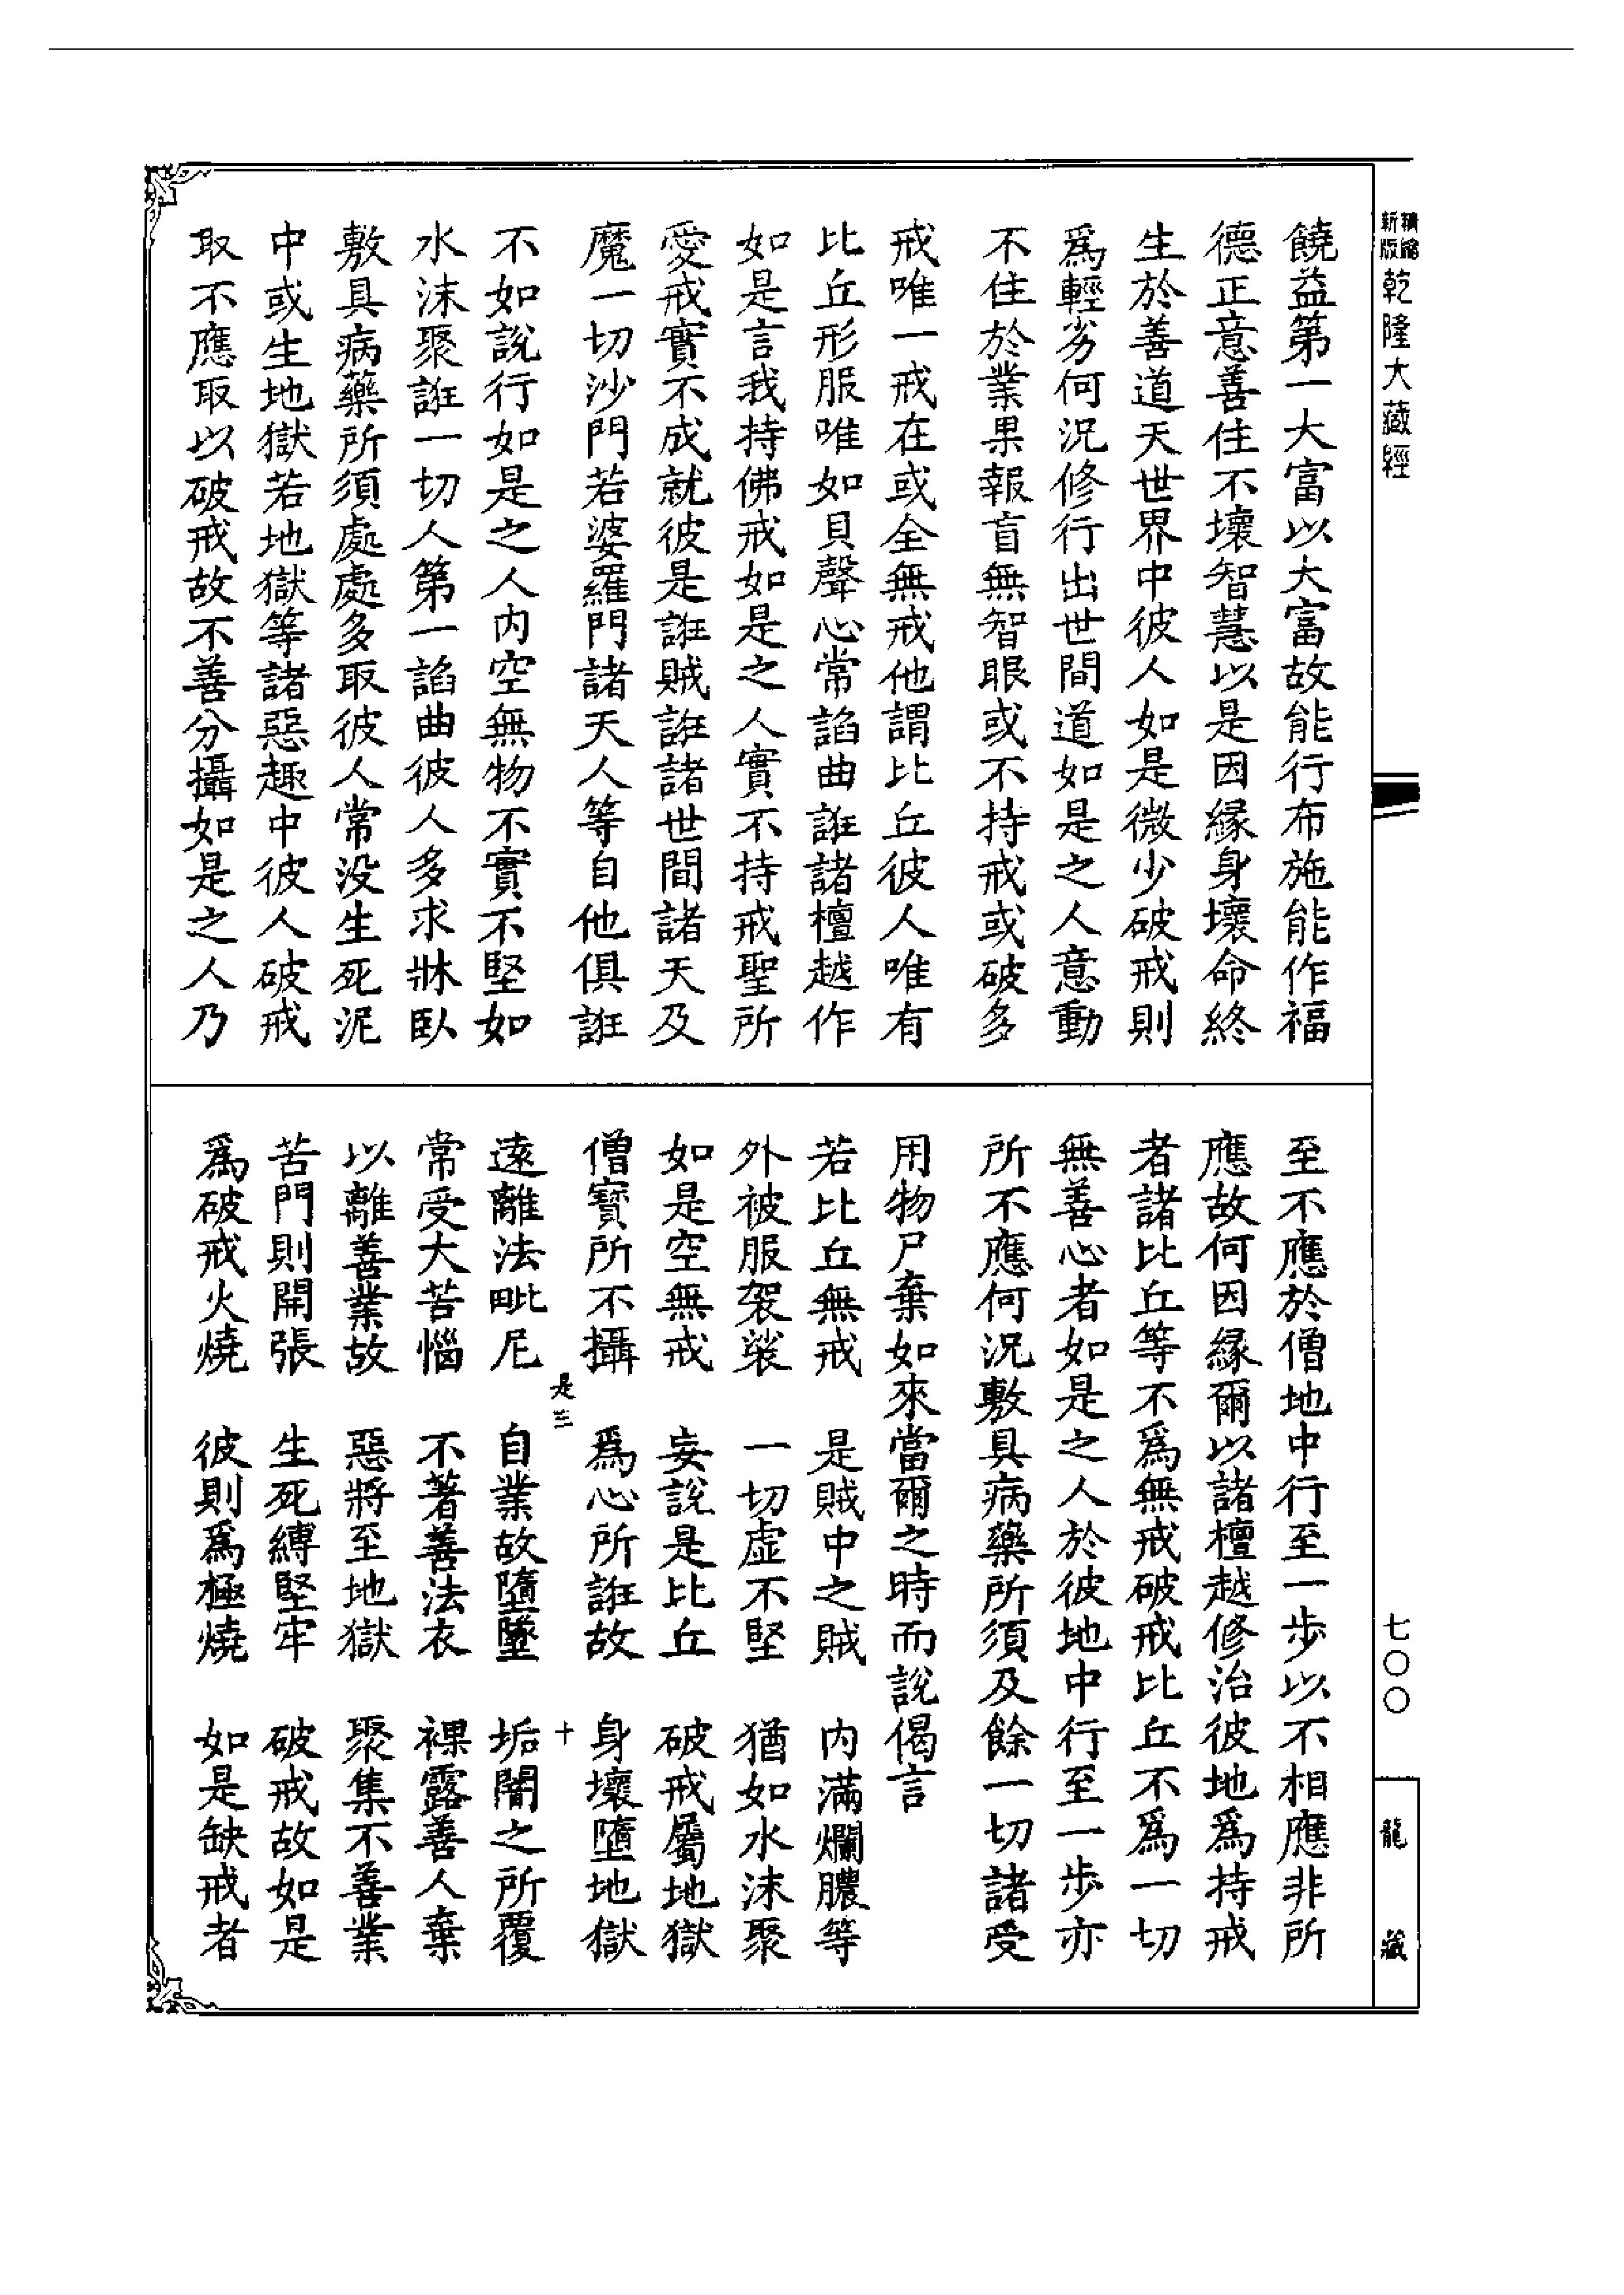 精縮新版 乾隆大藏經
七〇〇
龍藏
饒益第一大富以大富故能行布施能作福
德正意善住不壞智慧以是因緣身壞命終
生於善道天世界中彼人如是微少破戒則
爲輕劣何況修行出世間道如是之人意動
不住於業果報盲無智眼或不持戒或破多
戒唯一戒在或全無戒他謂比丘彼人唯有
比丘形服唯如貝聲心常諂曲誑諸檀越作
如是言我持佛戒如是之人實不持戒聖所
愛戒實不成就彼是誑賊誑諸世間諸天及
魔一切沙門若婆羅門諸天人等自他俱誑
不如說行如是之人内空無物不實不堅如
水沫聚誑一切人第一諂曲彼人多求牀臥
敷具病藥所須處處多取彼人常没生死泥
中或生地獄若地獄等諸惡趣中彼人破戒
取不應取以破戒故不善分攝如是之人乃
至不應於僧地中行至一步以不相應非所
應故何因緣爾以諸檀越修治彼地爲持戒
者諸比丘等不爲無戒破戒比丘不爲一切
無善心者如是之人於彼地中行至一步亦
所不應何況敷具病藥所須及餘一切諸受
用物尸棄如來當爾之時而說偈言
若比丘無戒 是賊中之賊 内滿爛膿等
外被服袈裟 一切虛不堅 猶如水沫聚
如是空無戒 妄說是比丘 破戒屬地獄
僧寶所不攝 爲心所誑故 身壞墮地獄
是三 十
遠離法毗尼 自業故墮墜 垢闇之所覆
常受大苦惱 不著善法衣 裸露善人棄
以離善業故 惡將至地獄 聚集不善業
苦門則開張 生死縛堅牢 破戒故如是
爲破戒火燒 彼則爲極燒 如是缺戒者